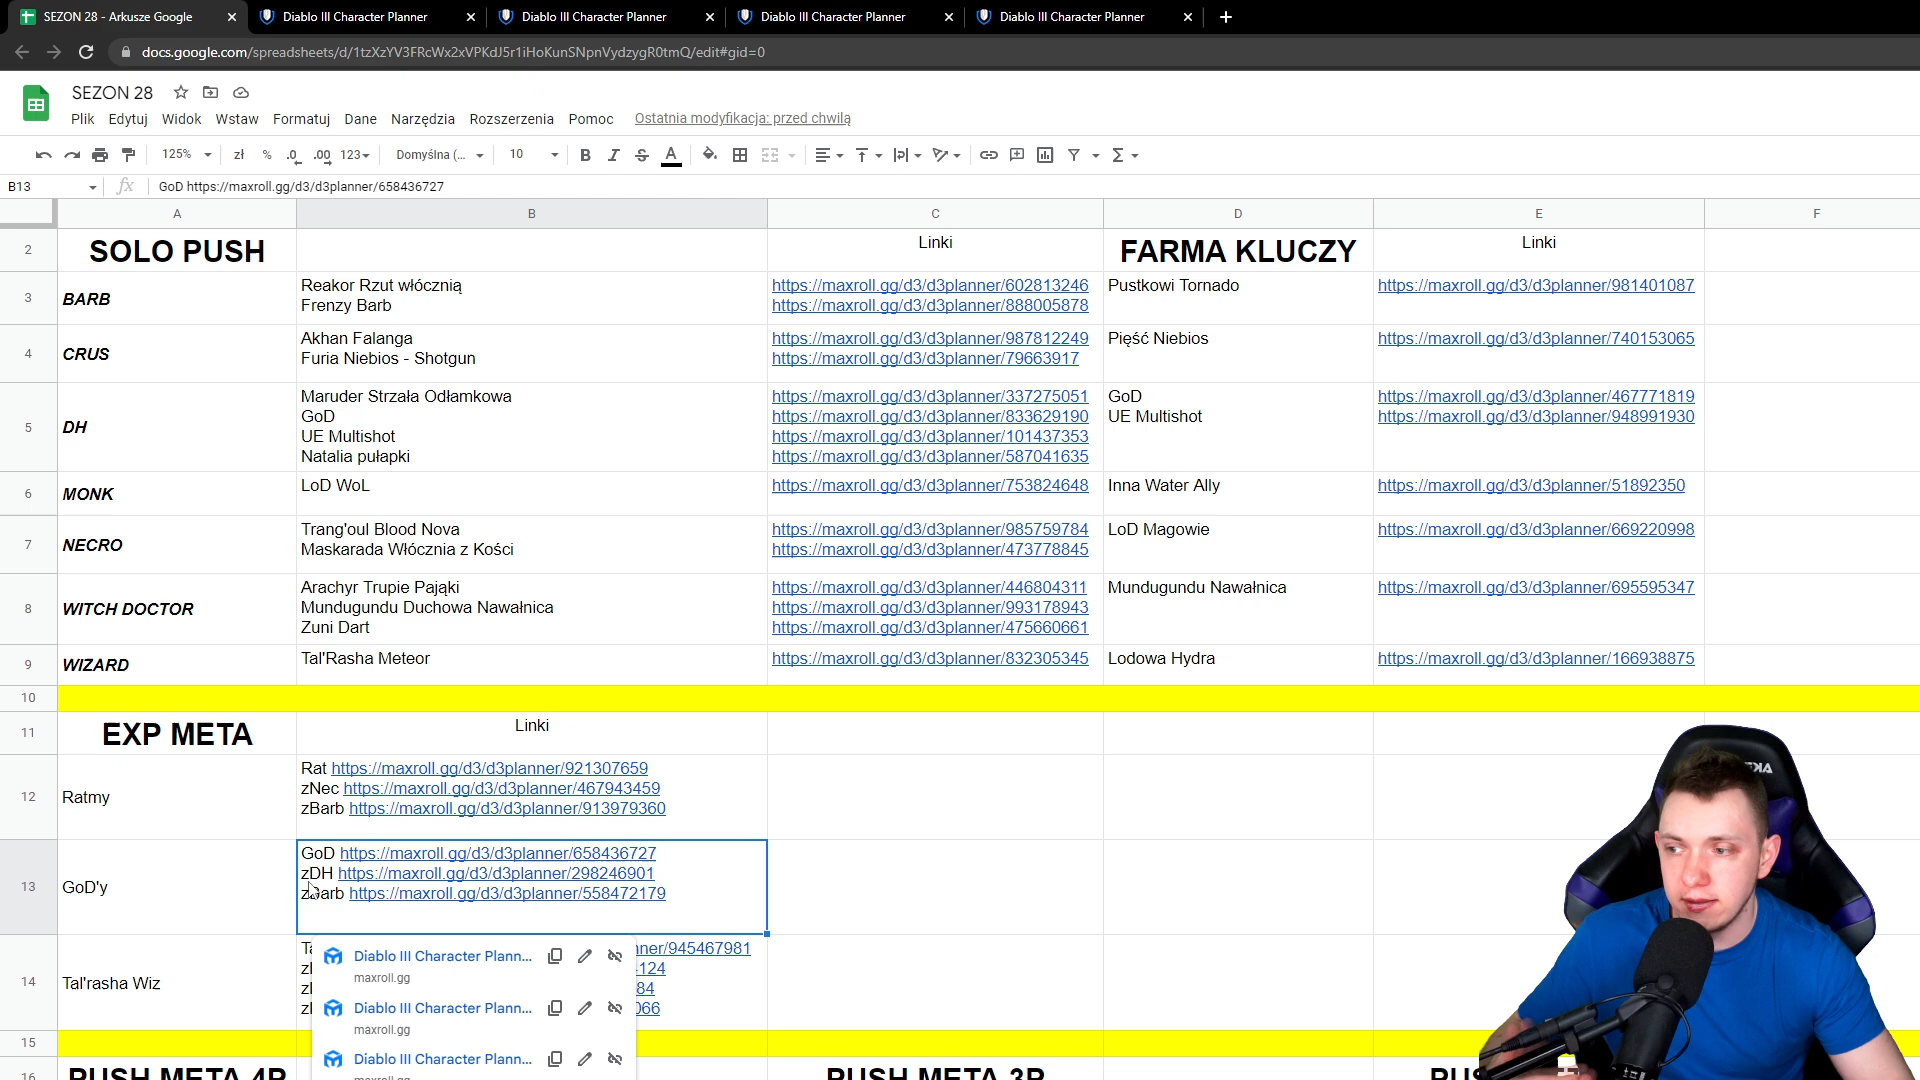 SEZON 28 - Arkusze Google
Diablo III Character Planner
Diablo III Character Planner
Diablo III Character Planner
Diablo III Character Planner
docs.google.com/spreadsheets/d/1tzXzYV3FRcWx2xVPKdJ5r1iHoKunSNpnVydzygR0tmQ/edit#gid=0
SEZON 28
Plik Edytuj Widok Wstaw Formatuj Dane Narzędzia Rozszerzenia Pomoc Ostatnia modyfikacja: przed chwilą
125% zł % .0 .00 123 Domyślna (... 10 B I S A
B13 fx GoD https://maxroll.gg/d3/d3planner/658436727
A B C D E F
2 SOLO PUSH Linki FARMA KLUCZY Linki
3 BARB
Reakor Rzut włócznią https://maxroll.gg/d3/d3planner/602813246 Pustkowi Tornado https://maxroll.gg/d3/d3planner/981401087
Frenzy Barb https://maxroll.gg/d3/d3planner/888005878
4 CRUS
Akhan Falanga https://maxroll.gg/d3/d3planner/987812249 Pięść Niebios https://maxroll.gg/d3/d3planner/740153065
Furia Niebios - Shotgun https://maxroll.gg/d3/d3planner/79663917
5 DH
Maruder Strzała Odłamkowa https://maxroll.gg/d3/d3planner/337275051 GoD https://maxroll.gg/d3/d3planner/467771819
GoD https://maxroll.gg/d3/d3planner/833629190 UE Multishot https://maxroll.gg/d3/d3planner/948991930
UE Multishot https://maxroll.gg/d3/d3planner/101437353
Natalia pułapki https://maxroll.gg/d3/d3planner/587041635
6 MONK
LoD WoL https://maxroll.gg/d3/d3planner/753824648 Inna Water Ally https://maxroll.gg/d3/d3planner/51892350
7 NECRO
Trang'oul Blood Nova https://maxroll.gg/d3/d3planner/985759784 LoD Magowie https://maxroll.gg/d3/d3planner/669220998
Maskarada Włócznia z Kości https://maxroll.gg/d3/d3planner/473778845
8 WITCH DOCTOR
Arachyr Trupie Pająki https://maxroll.gg/d3/d3planner/446804311 Mundugundu Nawałnica https://maxroll.gg/d3/d3planner/695595347
Mundugundu Duchowa Nawałnica https://maxroll.gg/d3/d3planner/993178943
Zuni Dart https://maxroll.gg/d3/d3planner/475660661
9 WIZARD
Tal'Rasha Meteor https://maxroll.gg/d3/d3planner/832305345 Lodowa Hydra https://maxroll.gg/d3/d3planner/166938875
10
11 EXP META Linki
12 Ratmy
Rat https://maxroll.gg/d3/d3planner/921307659
zNec https://maxroll.gg/d3/d3planner/467943459
zBarb https://maxroll.gg/d3/d3planner/913979360
13 GoD'y
GoD https://maxroll.gg/d3/d3planner/658436727
zDH https://maxroll.gg/d3/d3planner/298246901
zBarb https://maxroll.gg/d3/d3planner/558472179
14 Tal'rasha Wiz
nner/945467981
124
84
066
Diablo III Character Plann...
maxroll.gg
Diablo III Character Plann...
maxroll.gg
Diablo III Character Plann...
maxroll.gg
15
16 PUSH META 4P PUSH META 3P PUS